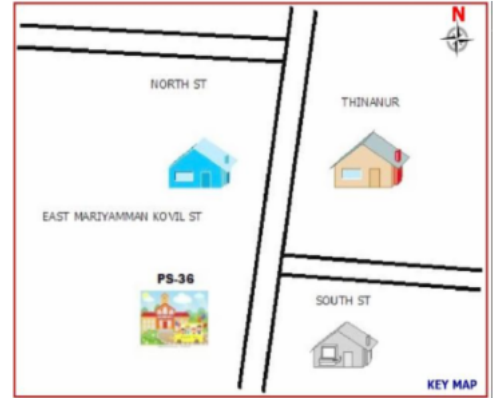 N
NORTH ST
THINANUR
EAST MARIYAMMAN KOVIL ST
PS-36
SOUTH ST
KEY MAP